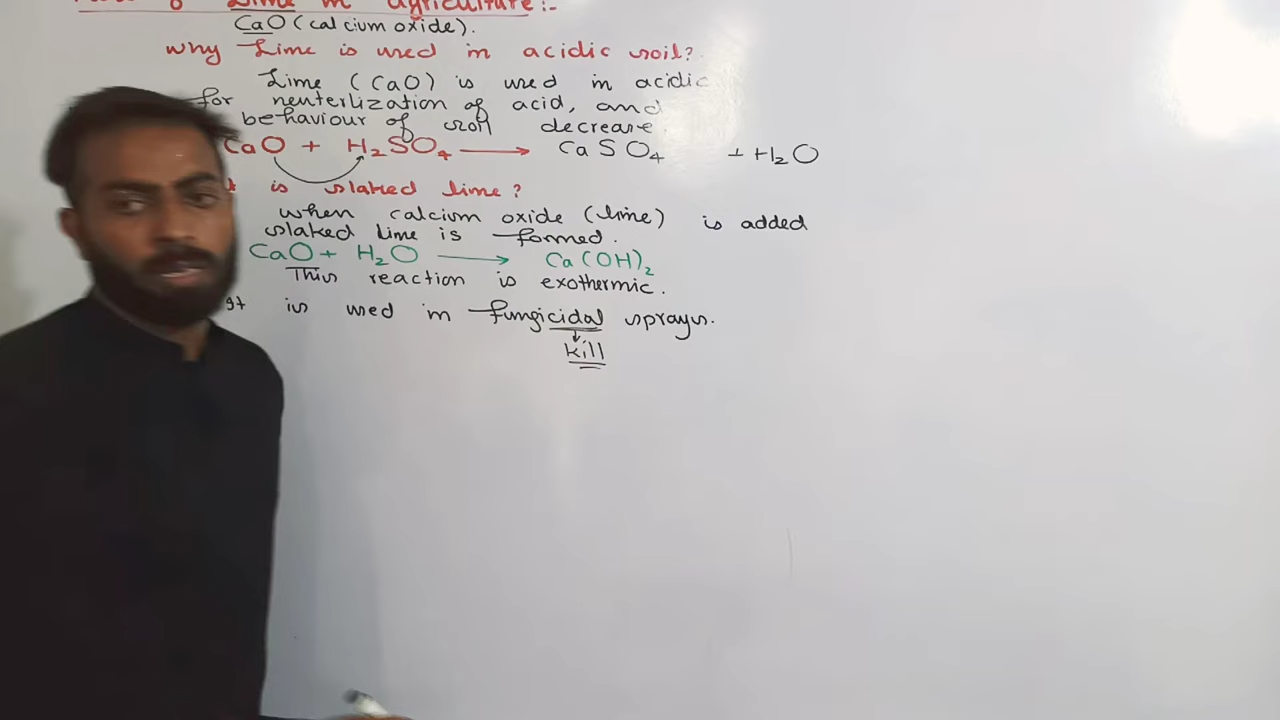 Lime in agriculture:-
CaO (calcium oxide).
why Lime is used in acidic soil?
Lime (CaO) is used in acidic
for neuterlization of acid, and
behaviour of soil decrease.
CaO + H₂SO₄ → CaSO₄ + H₂O
is slaked lime?
when calcium oxide (lime) is added
slaked lime is formed.
CaO + H₂O → Ca(OH)₂
This reaction is exothermic.
It is used in fungicidal sprays.
↓
kill